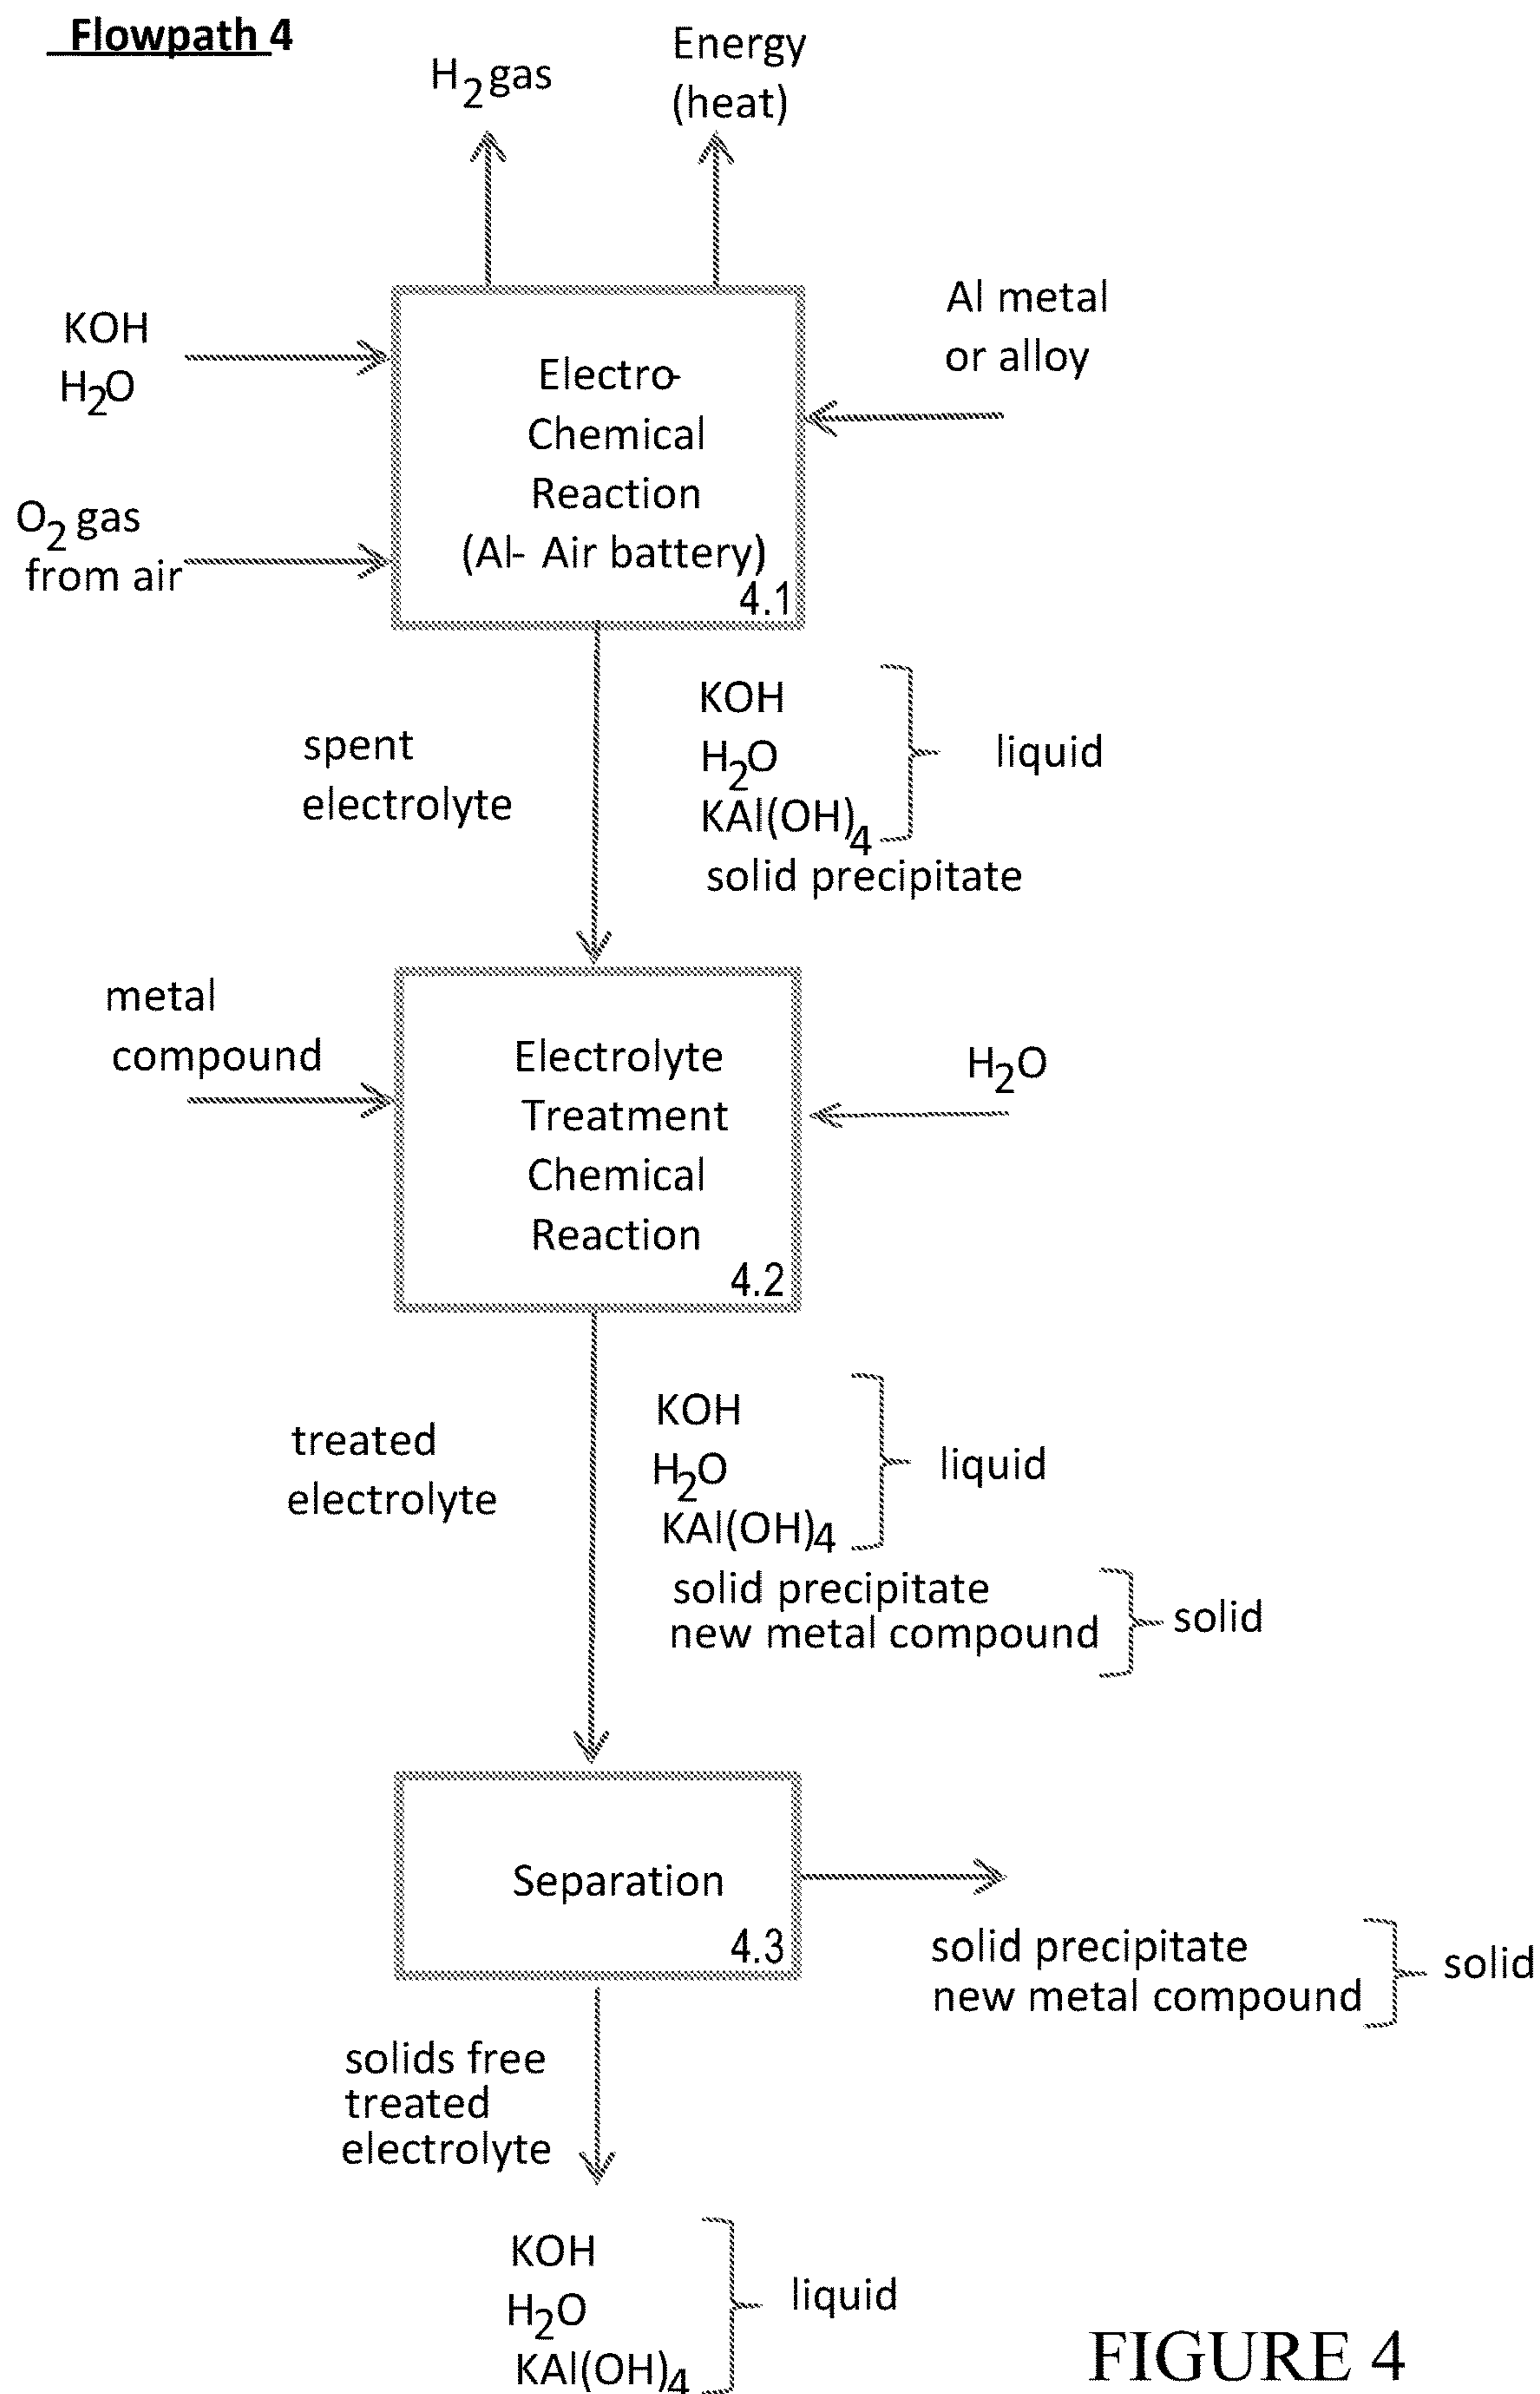 Flowpath 4
H2 gas
Energy
(heat)
KOH
H2O
Al metal
or alloy
O2 gas
from air
Electro-
Chemical
Reaction
(Al- Air battery)
4.1
spent
electrolyte
KOH
H2O
KAl(OH)4
liquid
solid precipitate
metal
compound
Electrolyte
Treatment
Chemical
Reaction
4.2
H2O
treated
electrolyte
KOH
H2O
KAl(OH)4
liquid
solid precipitate
new metal compound
solid
Separation
4.3
solid precipitate
new metal compound
solid
solids free
treated
electrolyte
KOH
H2O
KAl(OH)4
liquid
FIGURE 4